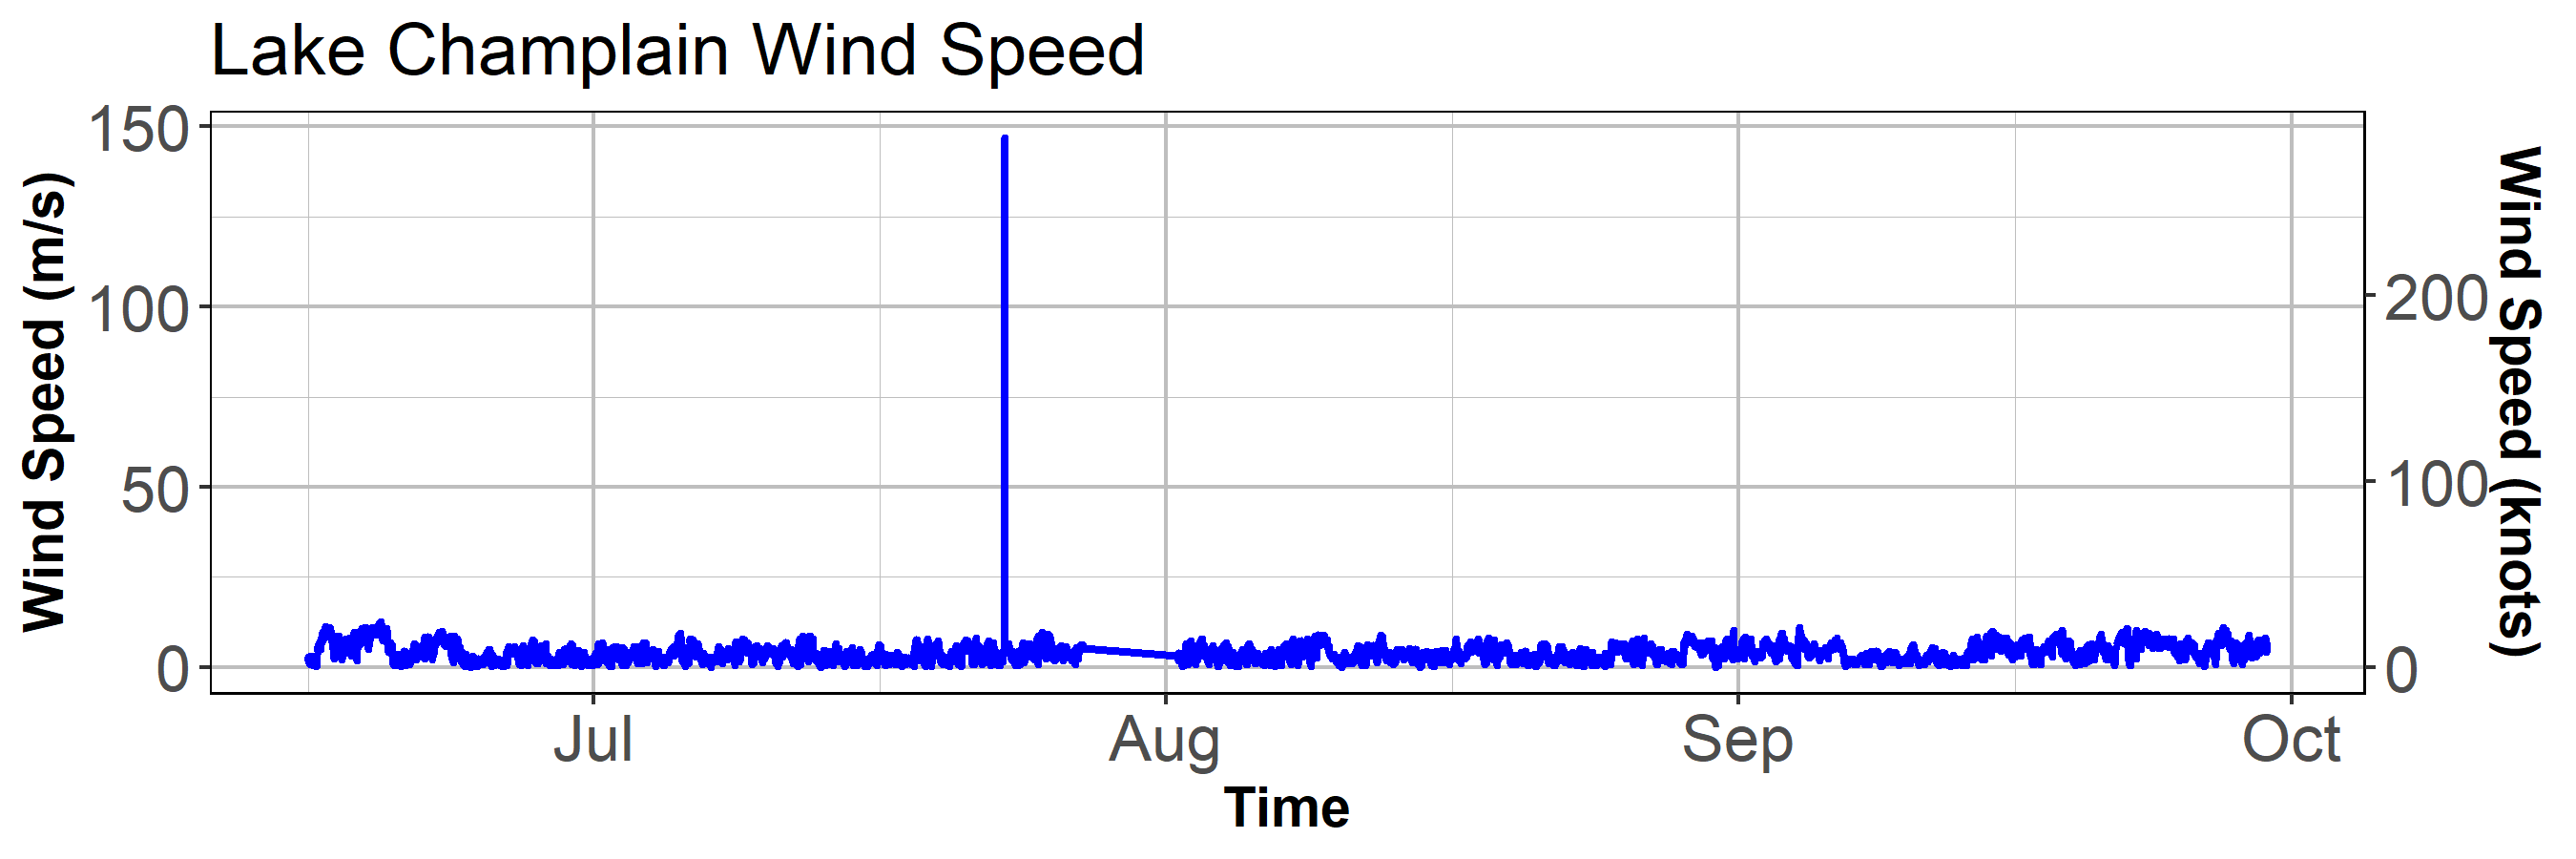 Lake Champlain Wind Speed
Wind Speed (m/s)
150
100
50
0
Wind Speed (knots)
200
100
0
Jul Aug Sep Oct
Time